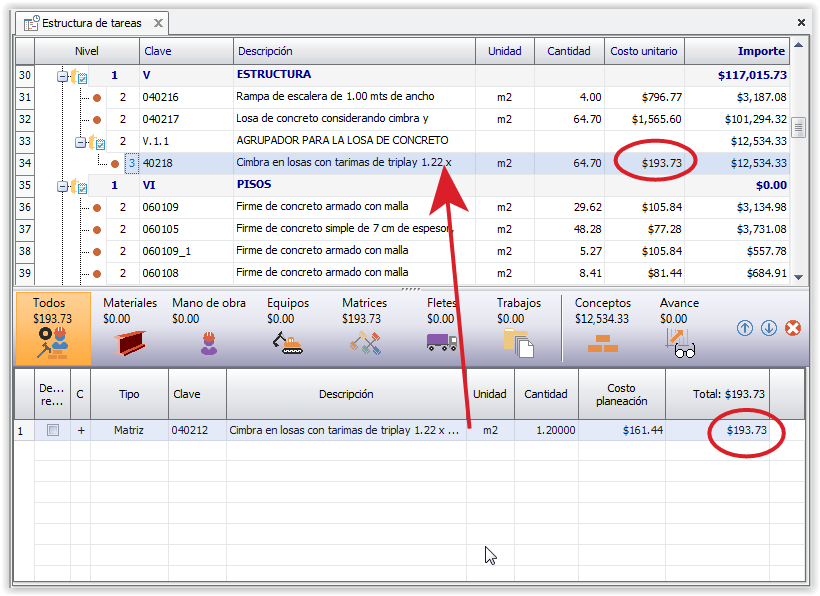 Estructura de tareas
Nivel Clave Descripción Unidad Cantidad Costo unitario Importe
30 1 V ESTRUCTURA $117,015.73
31 2 040216 Rampa de escalera de 1.00 mts de ancho m2 4.00 $796.77 $3,187.08
32 2 040217 Losa de concreto considerando cimbra y m2 64.70 $1,565.60 $101,294.32
33 2 V.1.1 AGRUPADOR PARA LA LOSA DE CONCRETO $12,534.33
34 3 40218 Cimbra en losas con tarimas de triplay 1.22 x m2 64.70 $193.73 $12,534.33
35 1 VI PISOS $0.00
36 2 060109 Firme de concreto armado con malla m2 29.62 $105.84 $3,134.98
37 2 060105 Firme de concreto simple de 7 cm de espesor, m2 48.28 $77.28 $3,731.08
38 2 060109_1 Firme de concreto armado con malla m2 5.27 $105.84 $557.78
39 2 060108 Firme de concreto armado con malla m2 8.41 $81.44 $684.91
Todos Materiales Mano de obra Equipos Matrices Fletes Trabajos Conceptos Avance
$193.73 $0.00 $0.00 $0.00 $193.73 $0.00 $0.00 $12,534.33 $0.00
De... re... C Tipo Clave Descripción Unidad Cantidad Costo planeación Total: $193.73
1 + Matriz 040212 Cimbra en losas con tarimas de triplay 1.22 x ... m2 1.20000 $161.44 $193.73